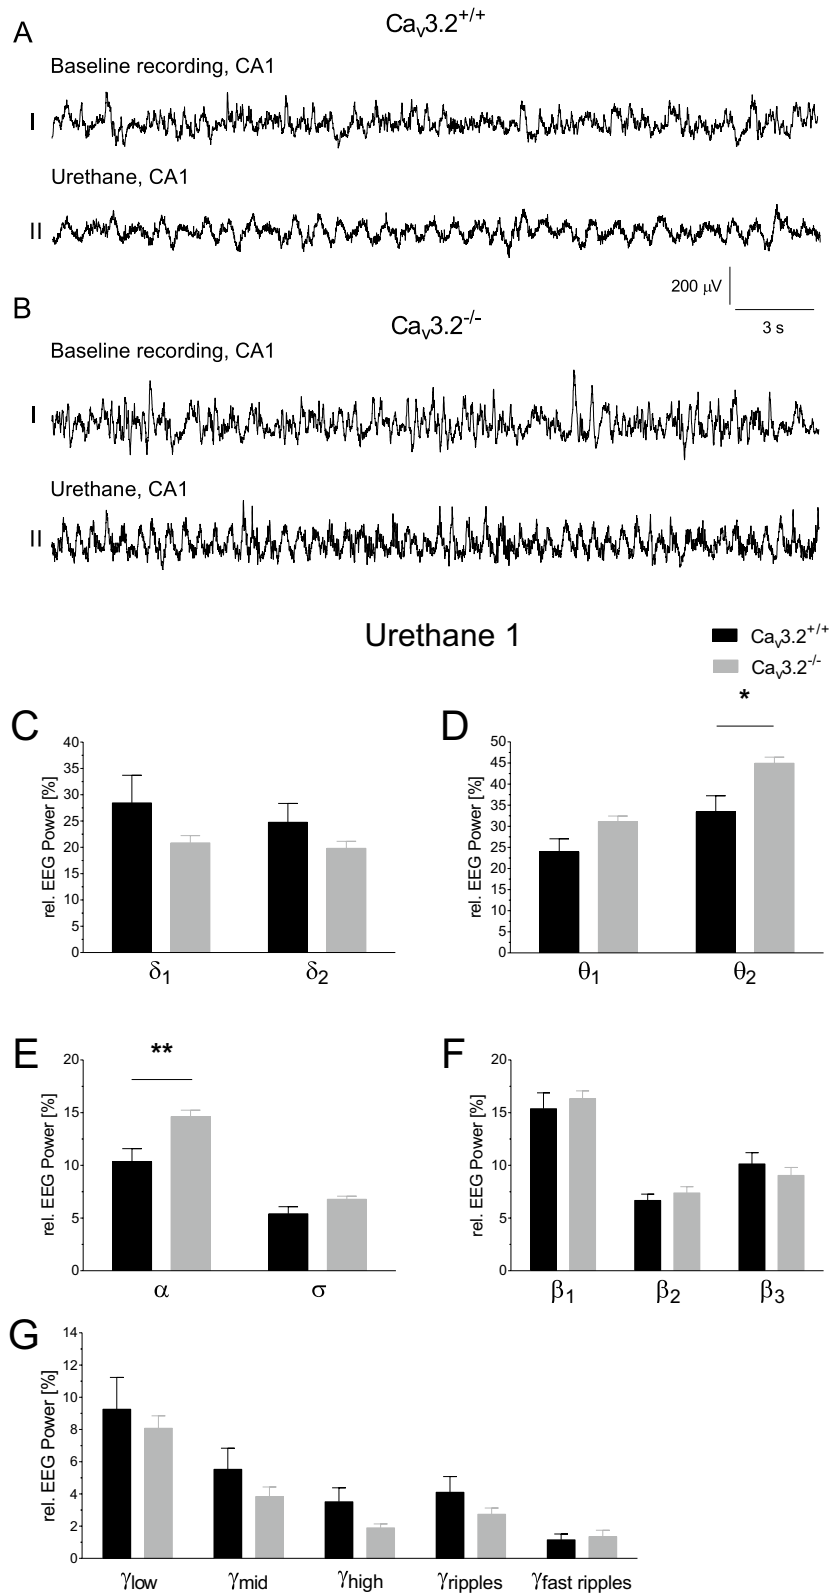 A
Cav3.2+/+
Baseline recording, CA1
I
Urethane, CA1
II
200 μV
3 s
B
Cav3.2-/-
Baseline recording, CA1
I
Urethane, CA1
II
Urethane 1
Cav3.2+/+
Cav3.2-/-
C
rel. EEG Power [%]
40
35
30
25
20
15
10
5
0
δ1 δ2
D
*
rel. EEG Power [%]
50
45
40
35
30
25
20
15
10
5
0
θ1 θ2
E
**
rel. EEG Power [%]
20
15
10
5
0
α σ
F
rel. EEG Power [%]
20
15
10
5
0
β1 β2 β3
G
rel. EEG Power [%]
14
12
10
8
6
4
2
0
γlow γmid γhigh γripples γfast ripples